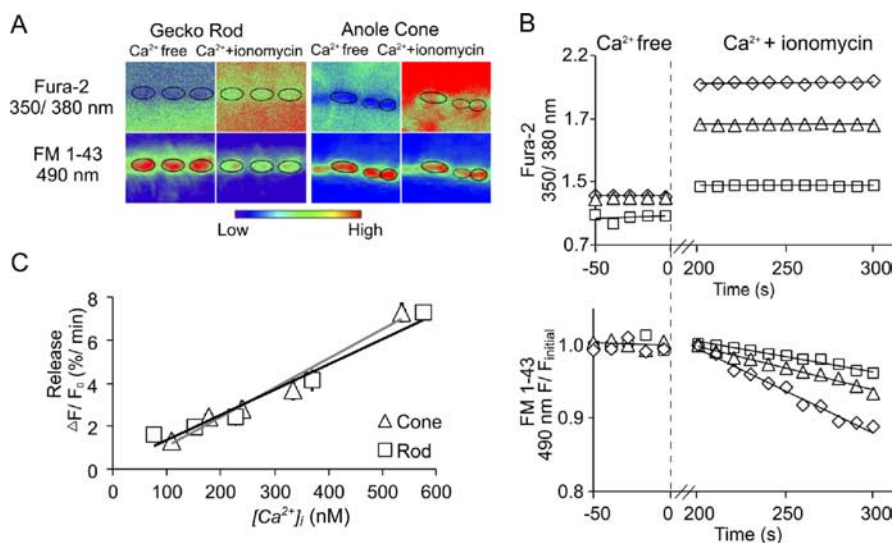 A
Gecko Rod
Anole Cone
Ca²⁺ free
Ca²⁺+ionomycin
Ca²⁺ free
Ca²⁺+ionomycin
Fura-2
350/ 380 nm
FM 1-43
490 nm
Low
High
B
Ca²⁺ free
Ca²⁺ + ionomycin
Fura-2
350/ 380 nm
2.2
1.7
1.5
0.7
-50
0
200
250
300
Time (s)
Time (s)
FM 1-43
490 nm F/ Finitial
1.0
0.9
0.8
-50
0
200
250
300
Time (s)
Time (s)
C
Release
△F/ F₀ (%/ min)
8
6
4
2
0
0
100
200
300
400
500
600
[Ca²⁺]i (nM)
Cone
Rod